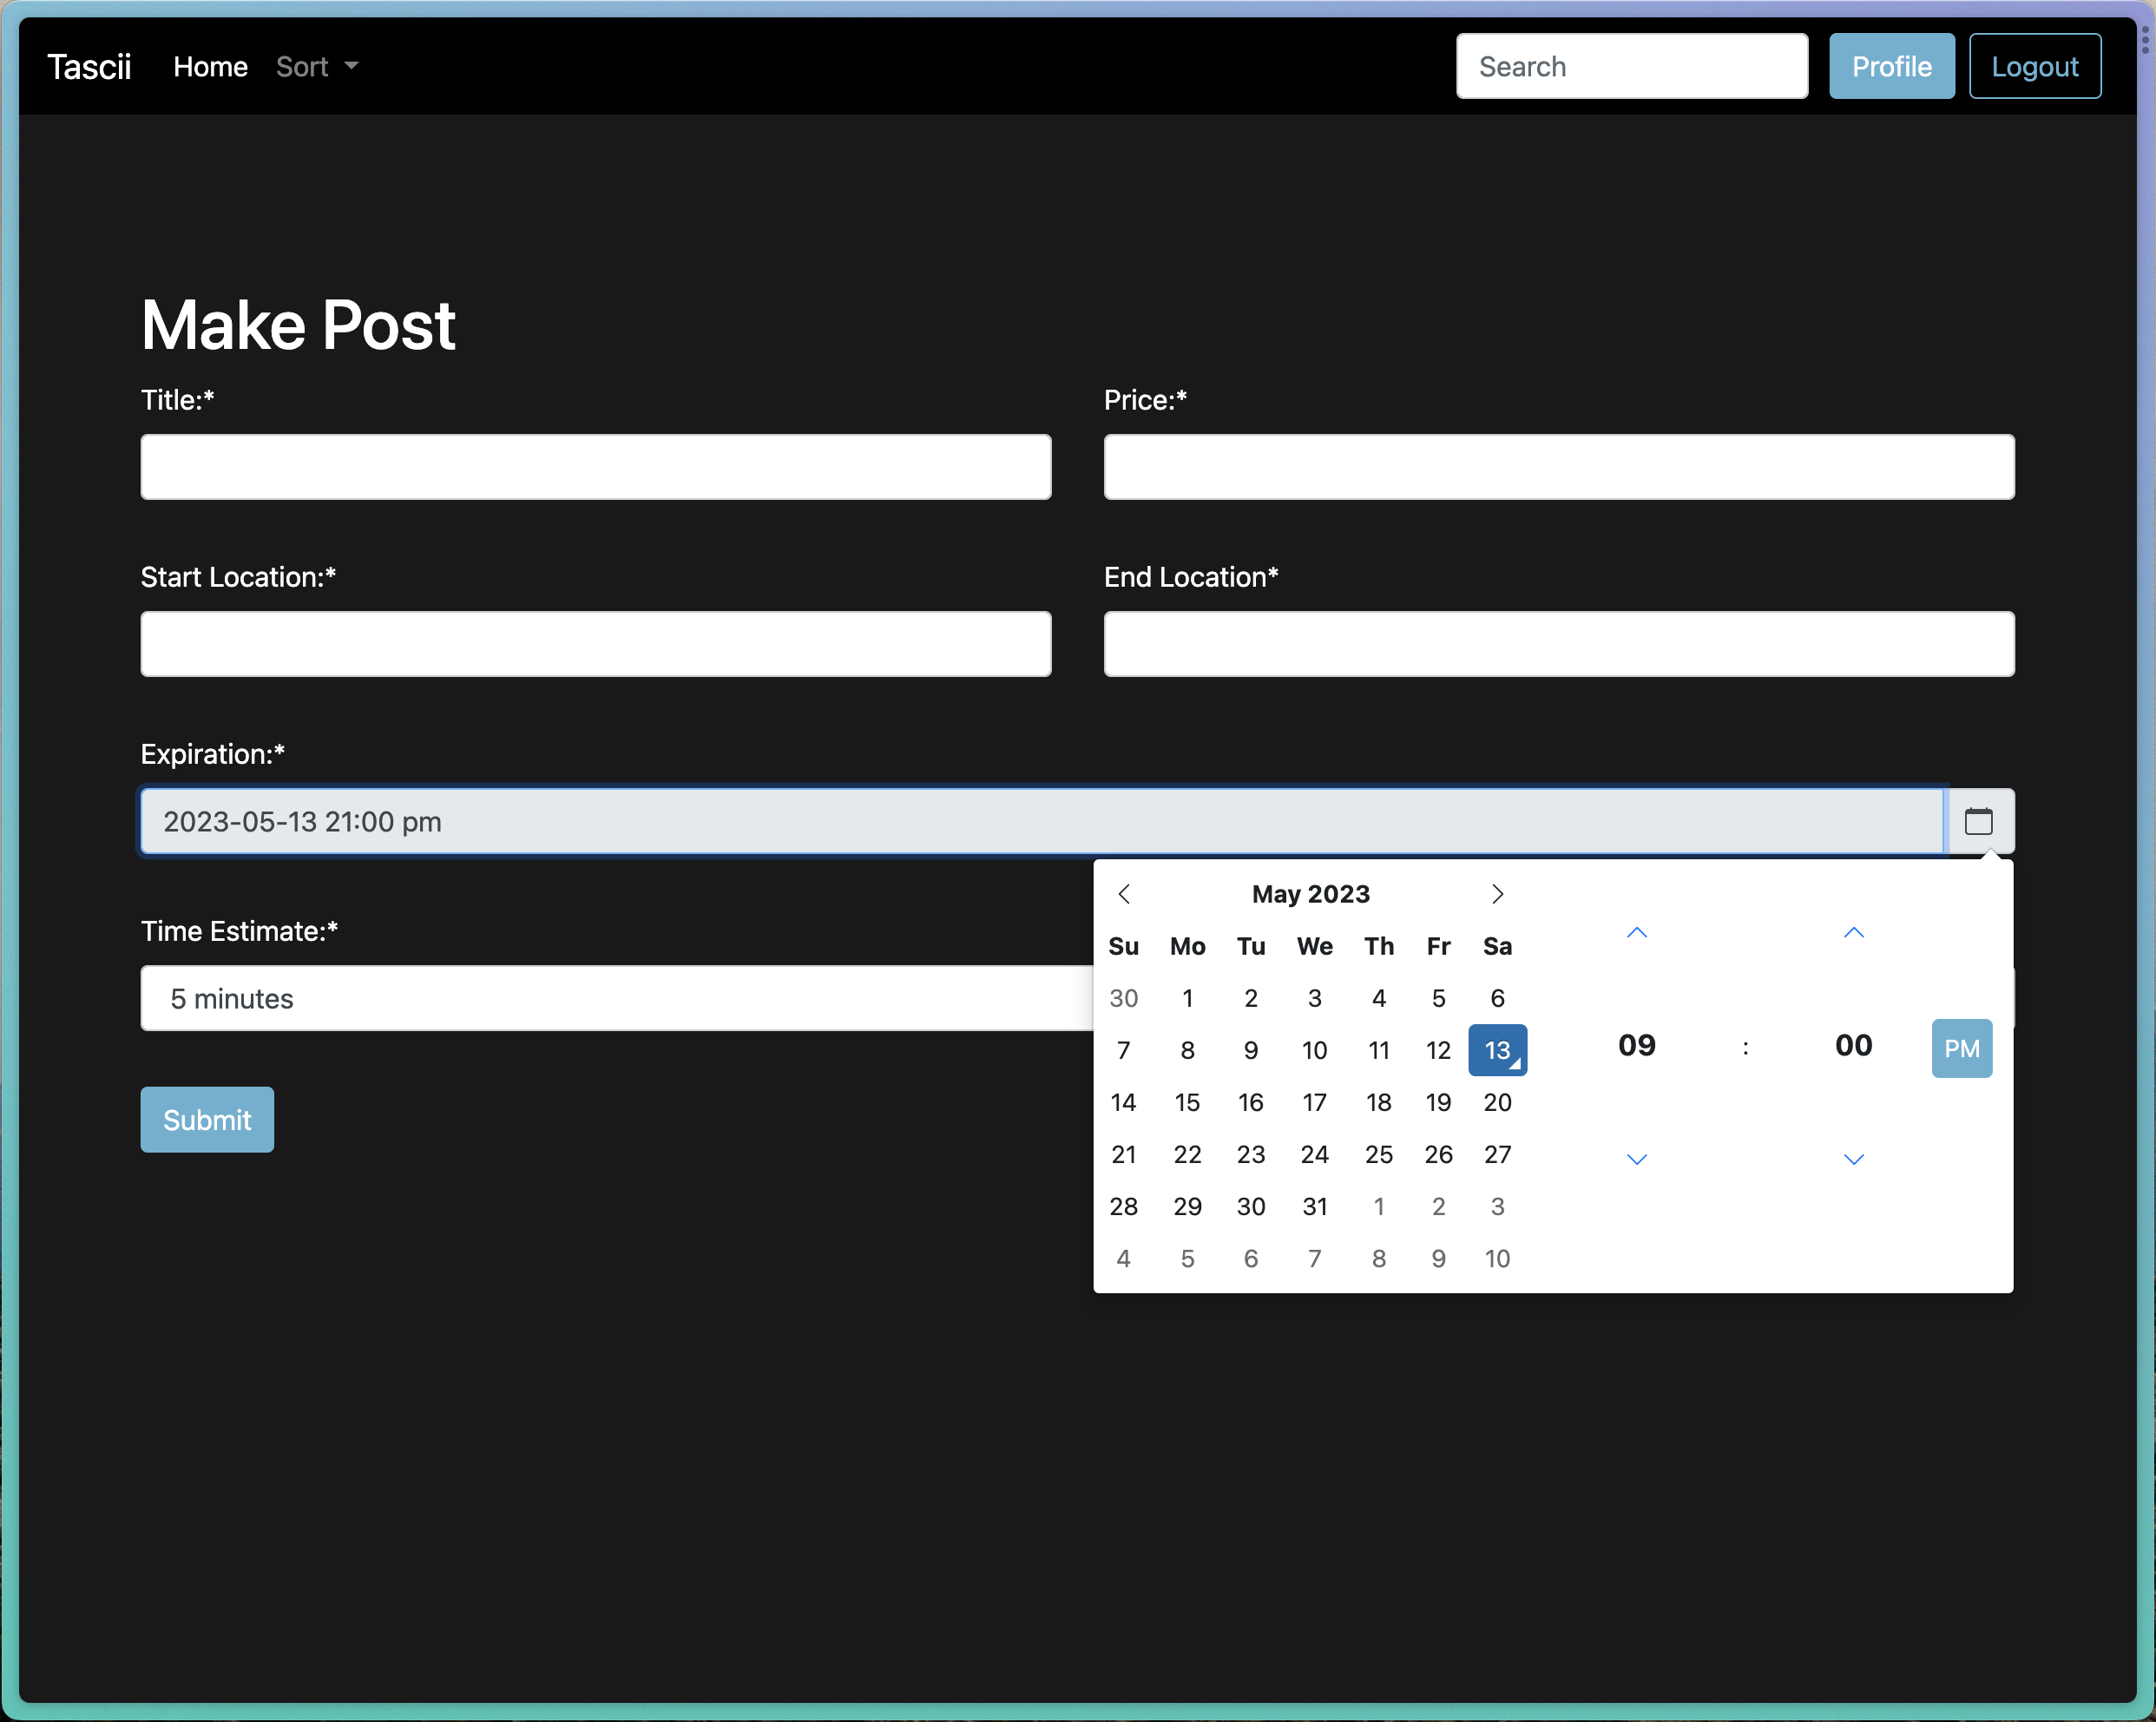 Tascii Home Sort Search Profile Logout
Make Post
Title:* Price:*
Start Location:* End Location*
Expiration:*
2023-05-13 21:00 pm
Time Estimate:*
5 minutes
Submit
May 2023
Su Mo Tu We Th Fr Sa
30 1 2 3 4 5 6
7 8 9 10 11 12 13
14 15 16 17 18 19 20
21 22 23 24 25 26 27
28 29 30 31 1 2 3
4 5 6 7 8 9 10
09 : 00 PM